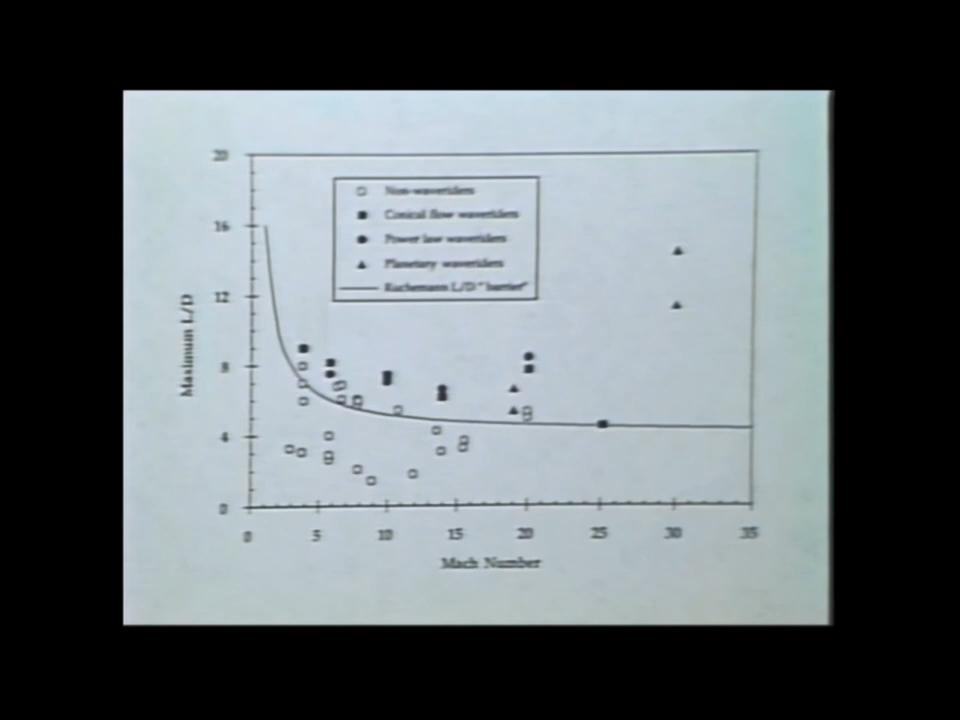 20
Non-waveriders
Conical flow waveriders
16
Power law waveriders
Planetary waveriders
Kuchemann L/D "barrier"
12
Maximum L/D
8
4
0
0 5 10 15 20 25 30 35
Mach Number